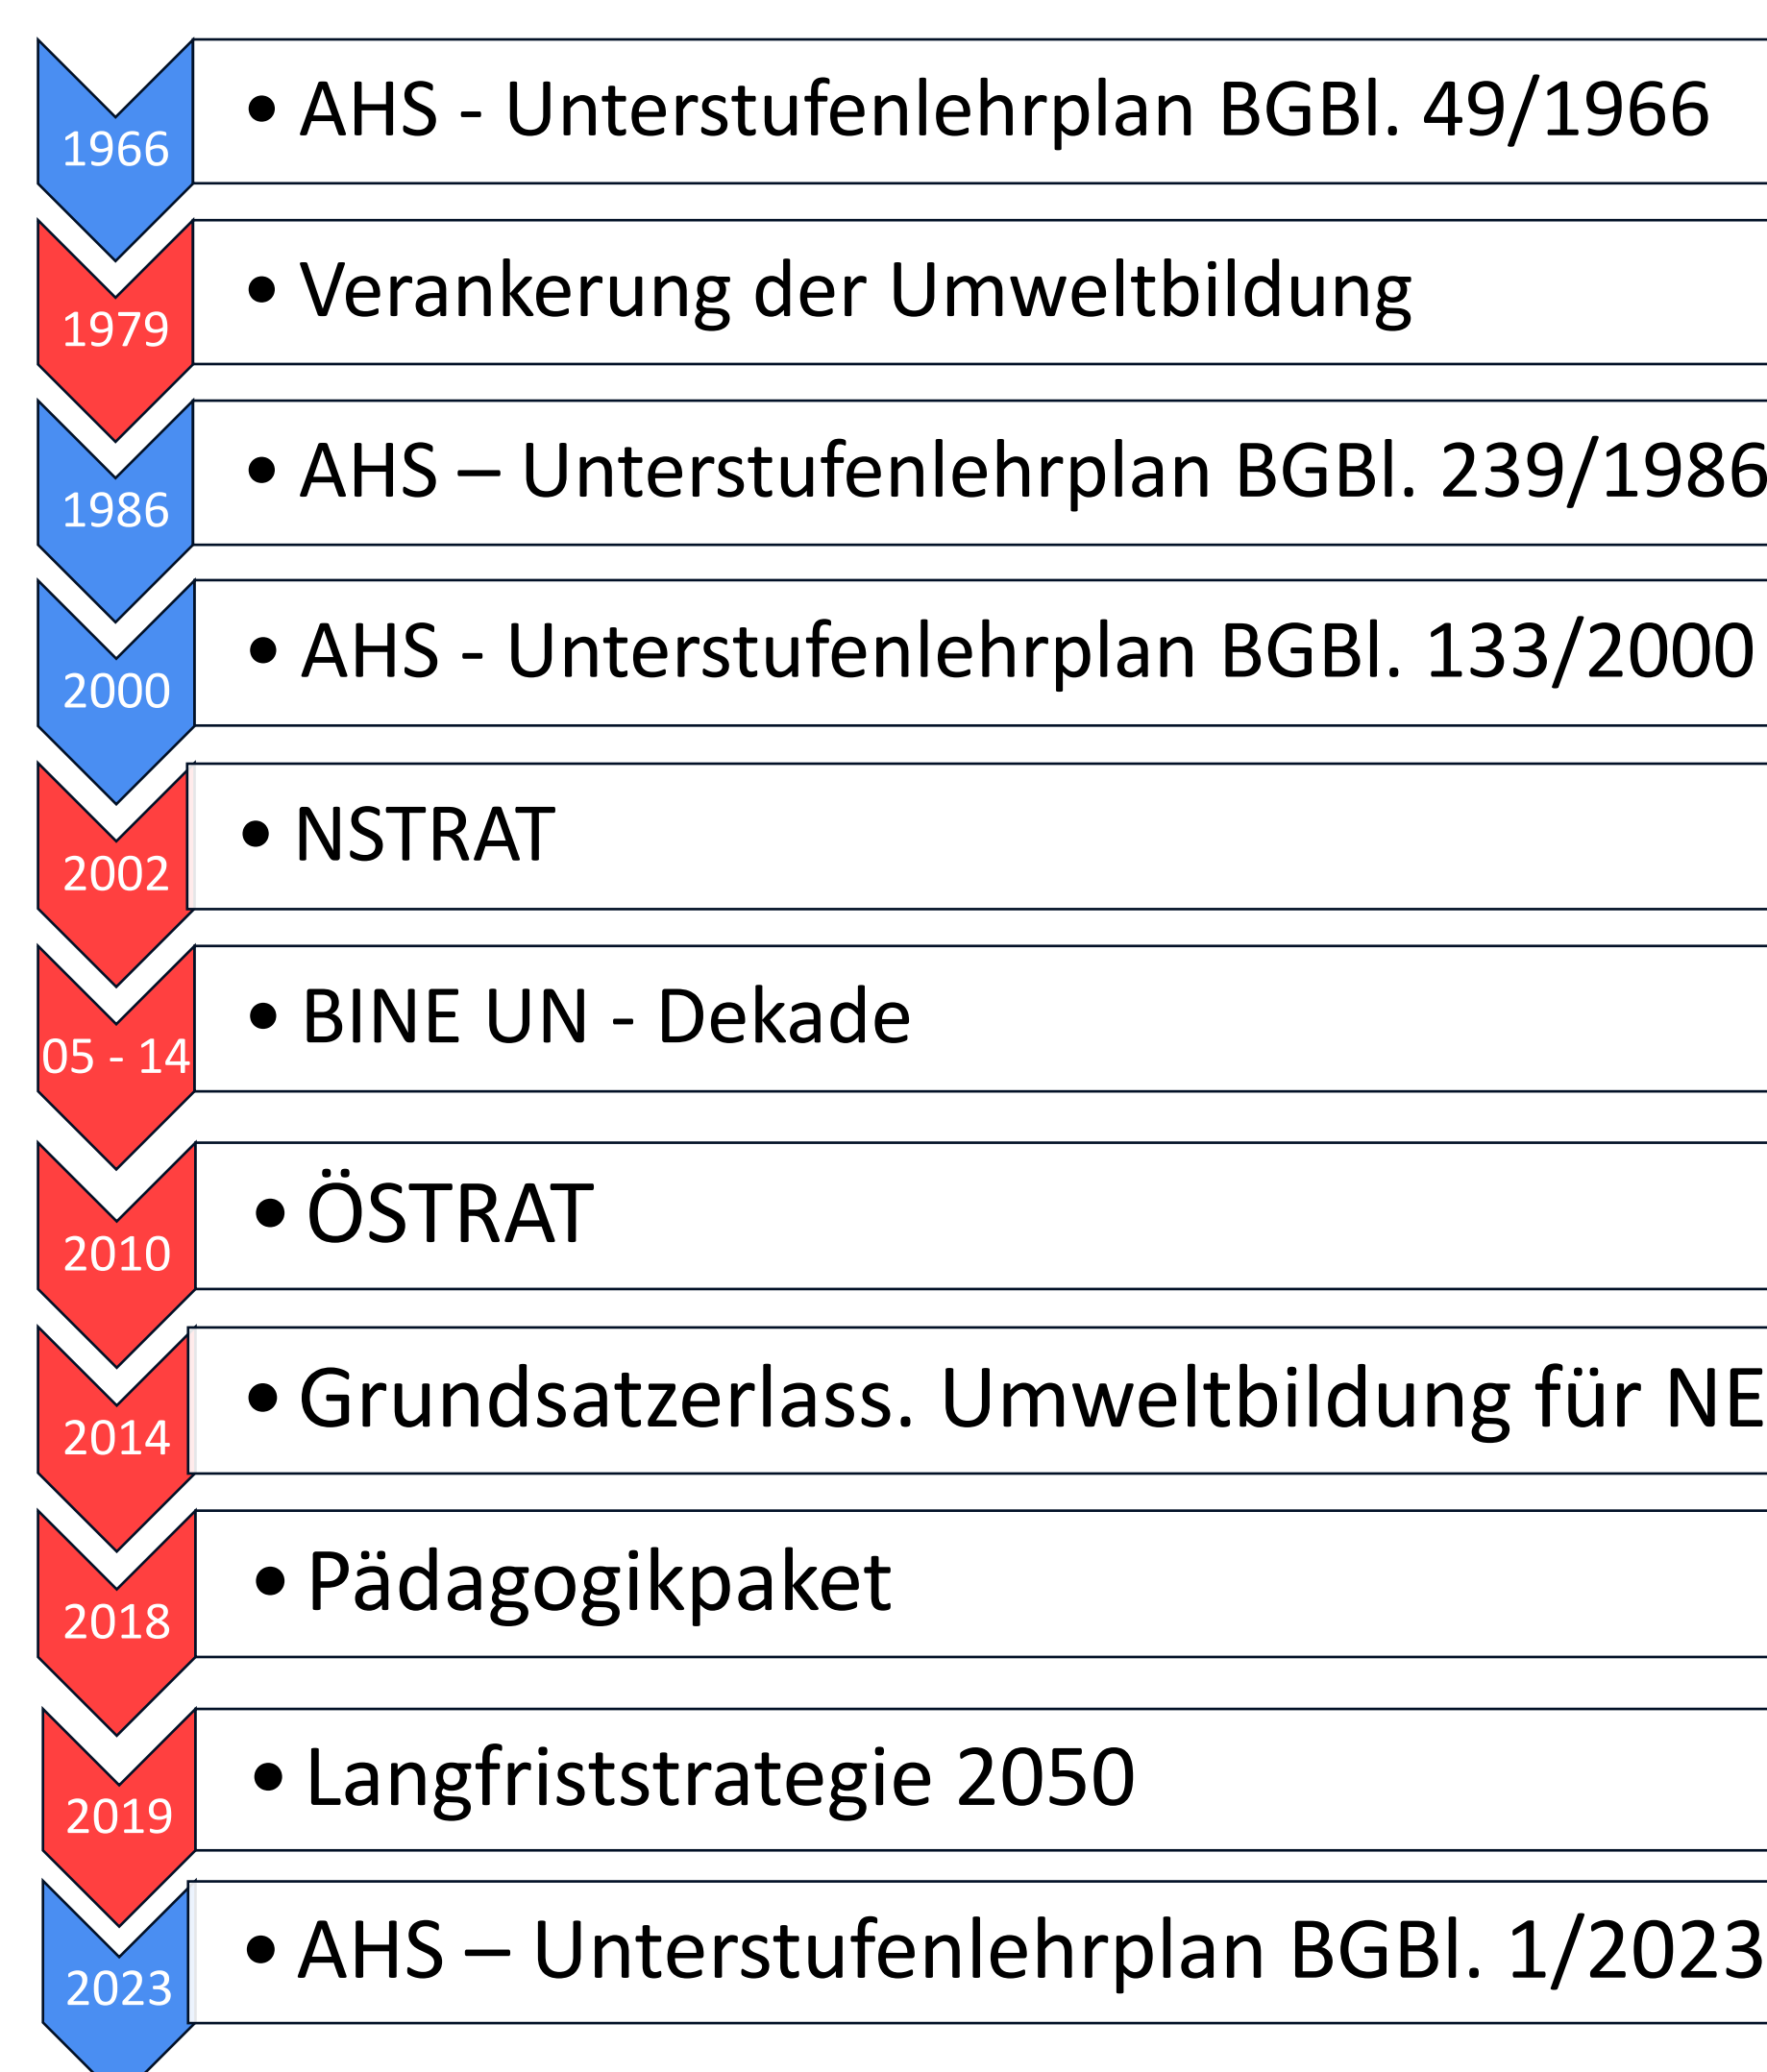 1966
• AHS - Unterstufenlehrplan BGBl. 49/1966
1979
• Verankerung der Umweltbildung
1986
• AHS – Unterstufenlehrplan BGBl. 239/1986
2000
• AHS - Unterstufenlehrplan BGBl. 133/2000
2002
• NSTRAT
05 - 14
• BINE UN - Dekade
2010
• ÖSTRAT
2014
• Grundsatzerlass. Umweltbildung für NE
2018
• Pädagogikpaket
2019
• Langfriststrategie 2050
2023
• AHS – Unterstufenlehrplan BGBl. 1/2023